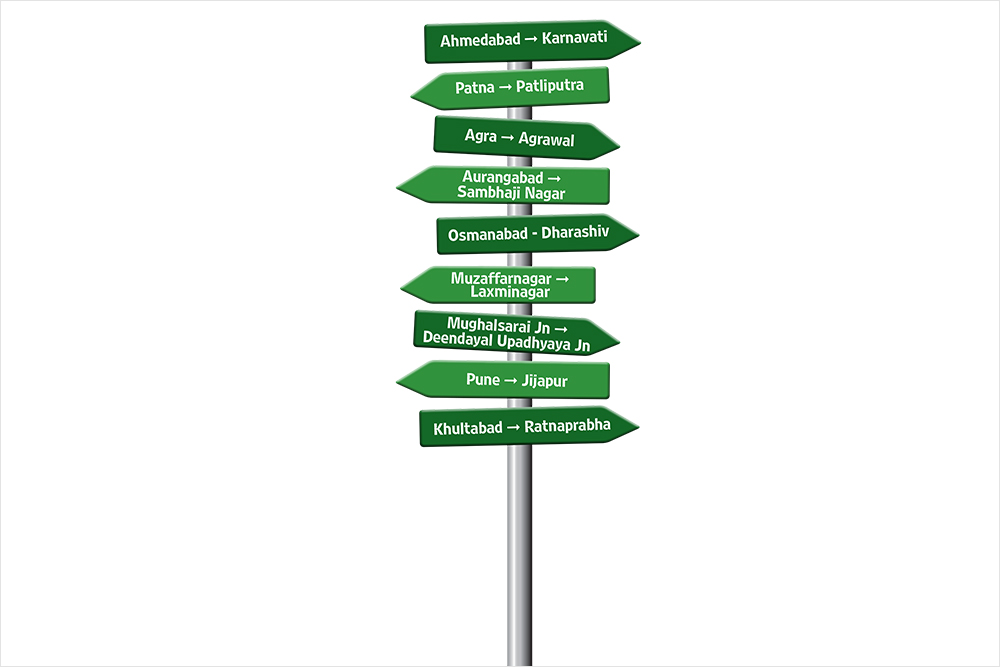 Ahmedabad → Karnavati
Patna → Patliputra
Agra → Agrawal
Aurangabad →
Sambhaji Nagar
Osmanabad - Dharashiv
Muzaffarnagar →
Laxminagar
Mughalsarai Jn →
Deendayal Upadhyaya Jn
Pune → Jijapur
Khultabad → Ratnaprabha